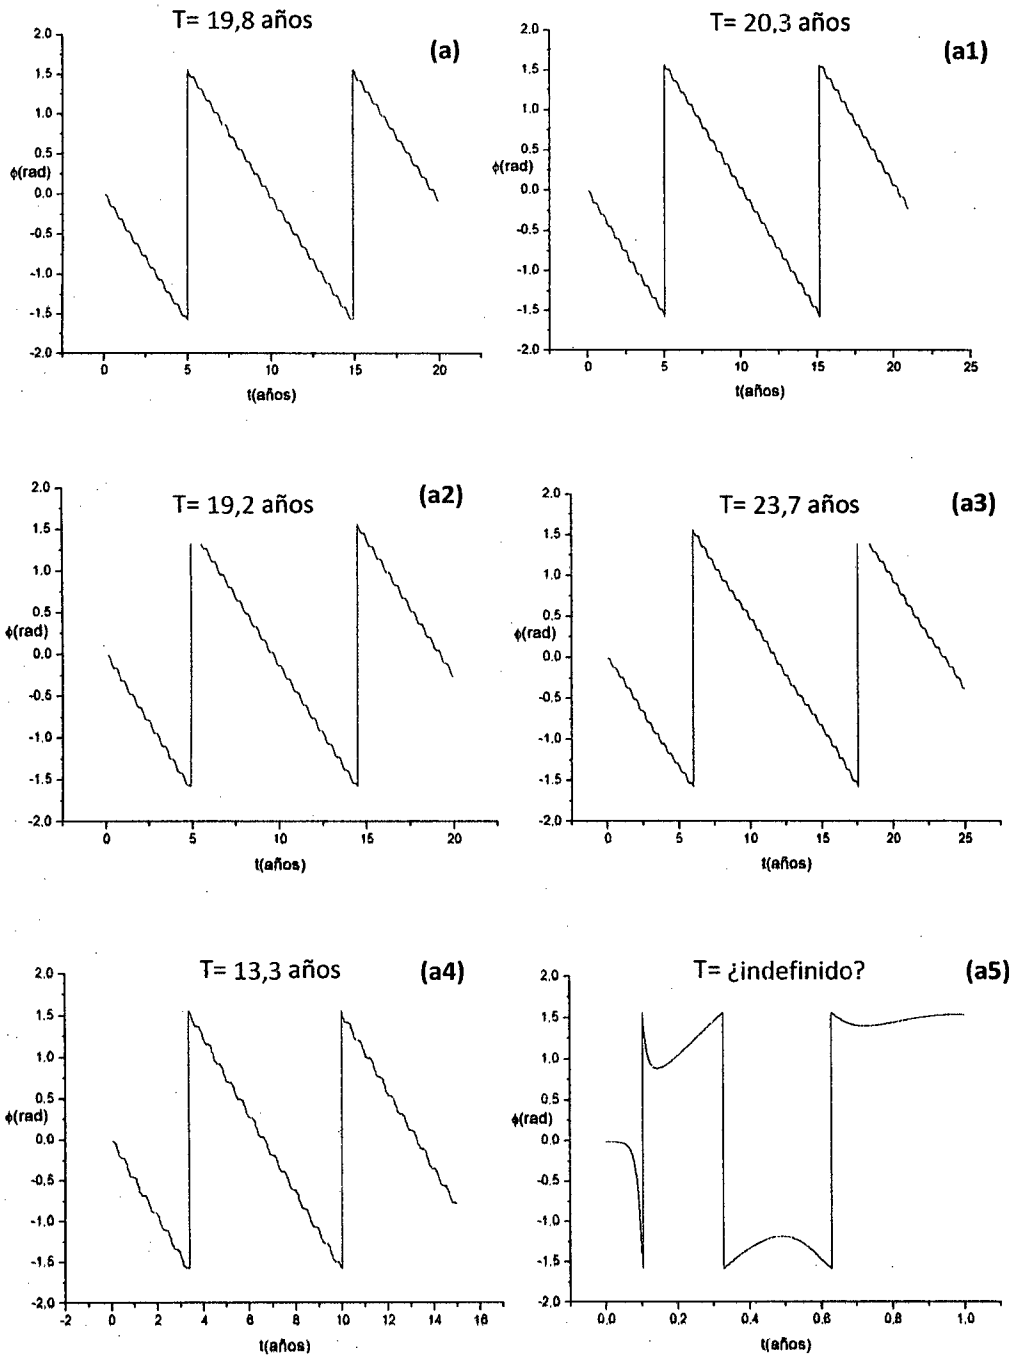 T= 19,8 años
(a)
2.0
1.5
1.0
0.5
0.0
-0.5
-1.0
-1.5
-2.0
ϕ(rad)
0 5 10 15 20
t(años)
T= 20,3 años
(a1)
2.0
1.5
1.0
0.5
0.0
-0.5
-1.0
-1.5
-2.0
ϕ(rad)
0 5 10 15 20 25
t(años)
T= 19,2 años
(a2)
2.0
1.5
1.0
0.5
0.0
-0.5
-1.0
-1.5
-2.0
ϕ(rad)
0 5 10 15 20
t(años)
T= 23,7 años
(a3)
2.0
1.5
1.0
0.5
0.0
-0.5
-1.0
-1.5
-2.0
ϕ(rad)
0 5 10 15 20 25
t(años)
T= 13,3 años
(a4)
2.0
1.5
1.0
0.5
0.0
-0.5
-1.0
-1.5
-2.0
ϕ(rad)
-2 0 2 4 6 8 10 12 14 16
t(años)
T= ¿indefinido?
(a5)
2.0
1.5
1.0
0.5
0.0
-0.5
-1.0
-1.5
-2.0
ϕ(rad)
0.0 0.2 0.4 0.6 0.8 1.0
t(años)